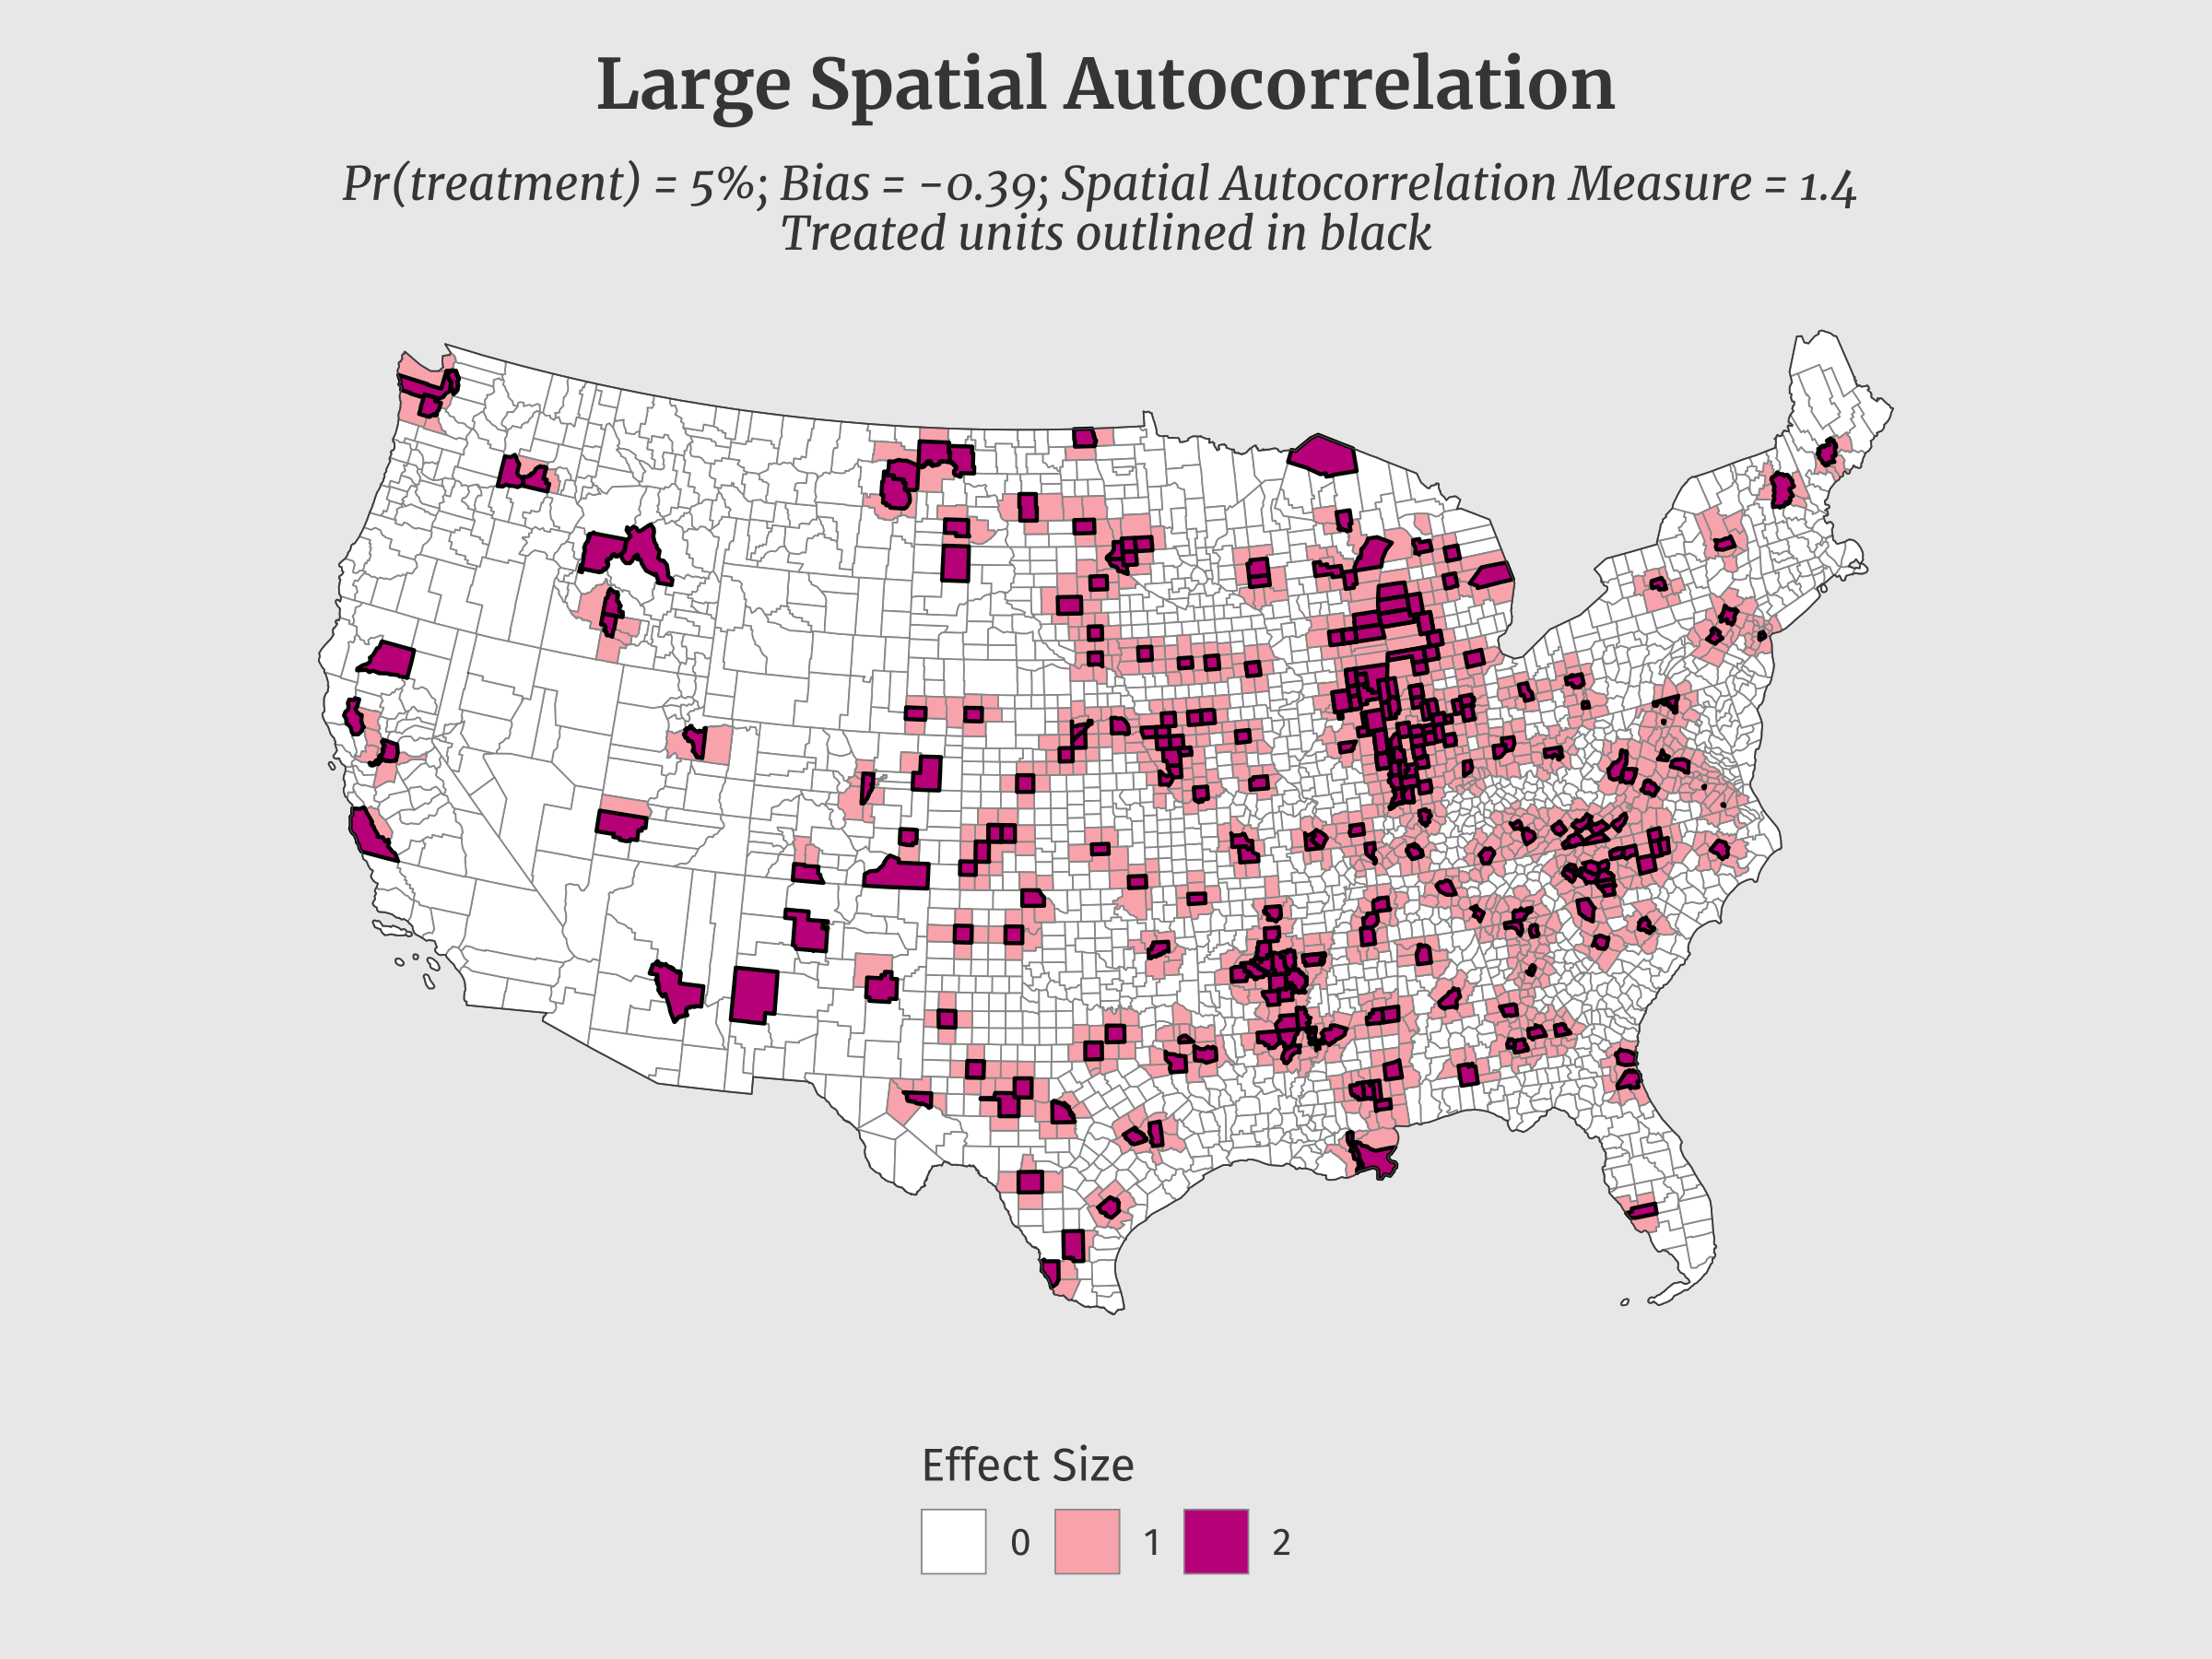 Large Spatial Autocorrelation
Pr(treatment) = 5%; Bias = −0.39; Spatial Autocorrelation Measure = 1.4
Treated units outlined in black
Effect Size
0 1 2